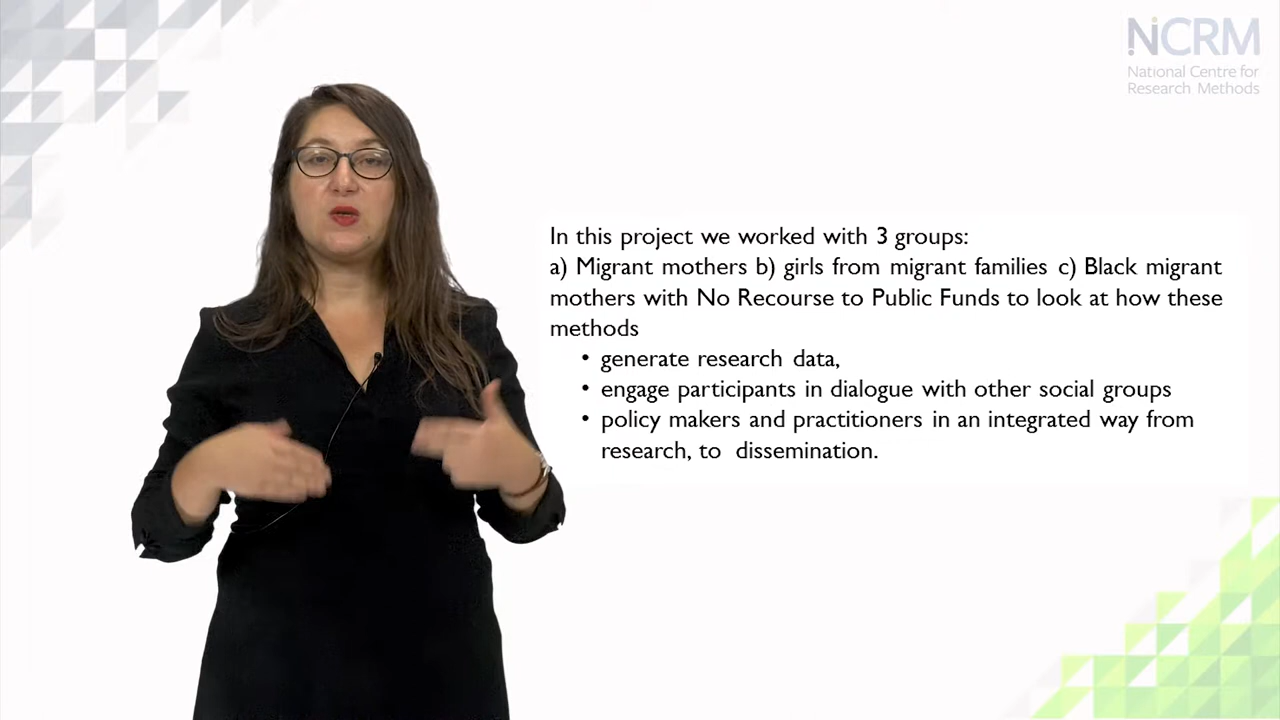 NCRM
National Centre for
Research Methods
In this project we worked with 3 groups:
a) Migrant mothers b) girls from migrant families c) Black migrant
mothers with No Recourse to Public Funds to look at how these
methods
• generate research data,
• engage participants in dialogue with other social groups
• policy makers and practitioners in an integrated way from
research, to dissemination.